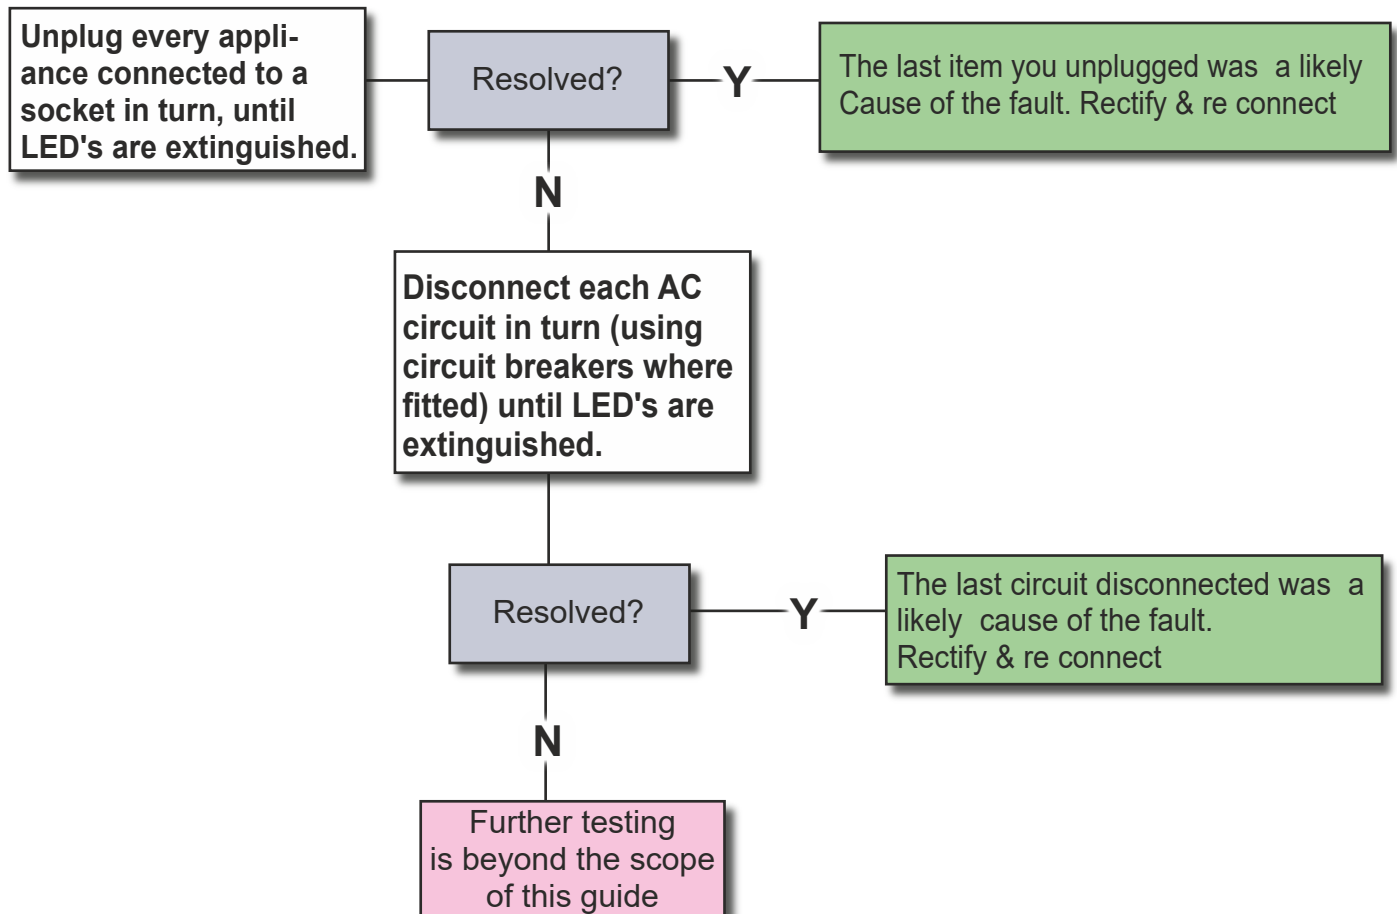 Unplug every appli-
ance connected to a
socket in turn, until
LED's are extinguished.
Resolved?
Y
The last item you unplugged was  a likely
Cause of the fault. Rectify & re connect
N
Disconnect each AC
circuit in turn (using
circuit breakers where
fitted) until LED's are
extinguished.
Resolved?
Y
The last circuit disconnected was  a
likely  cause of the fault.
Rectify & re connect
N
Further testing
is beyond the scope
of this guide